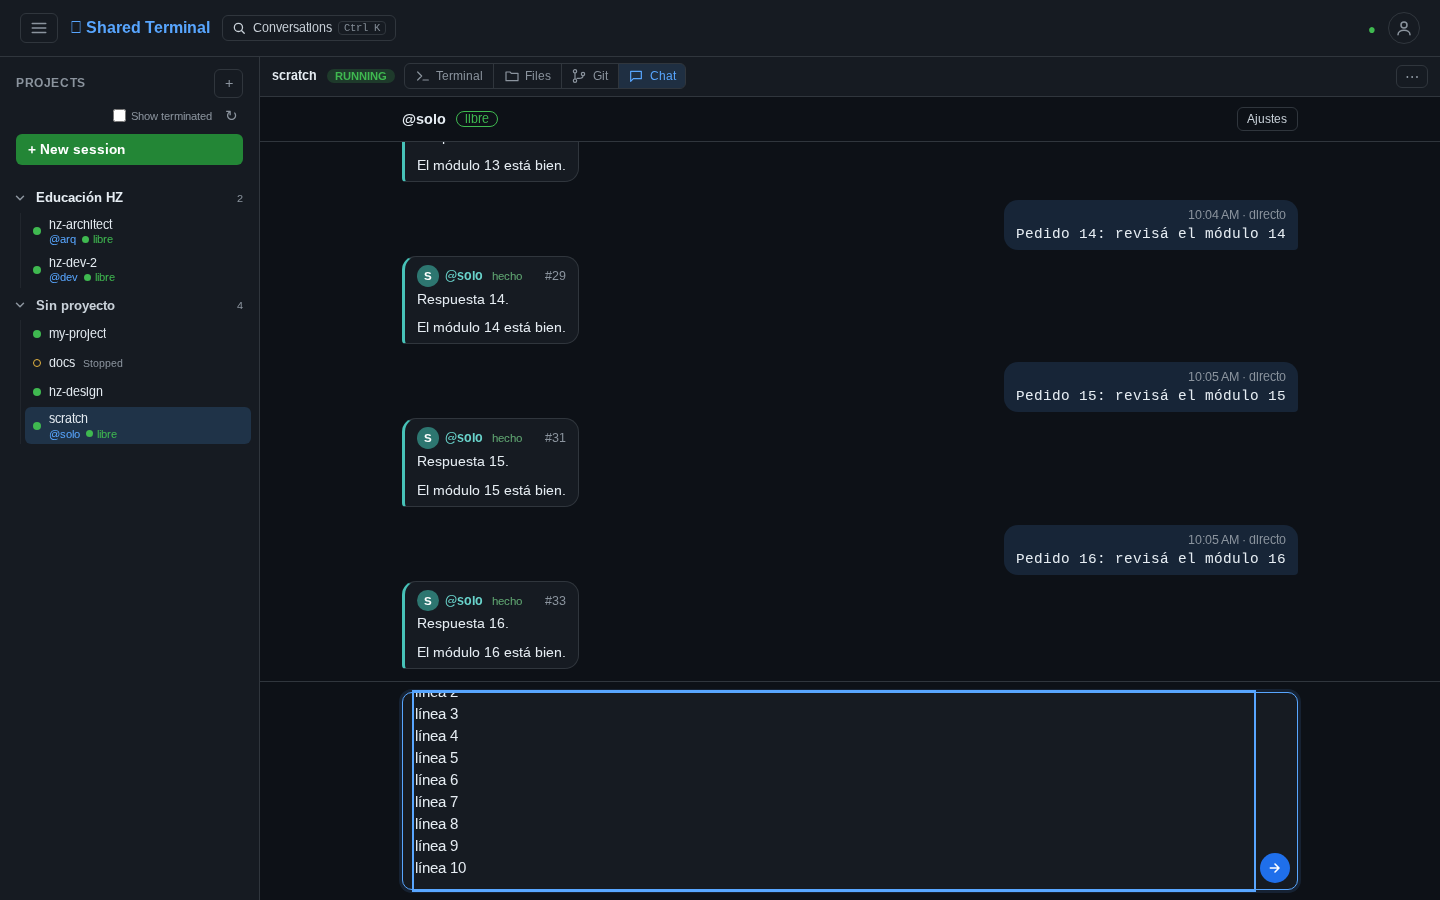 Shared Terminal
Conversations Ctrl K
PROJECTS
+
Show terminated ↻
+ New session
Educación HZ 2
hz-architect
@arq libre
hz-dev-2
@dev libre
Sin proyecto 4
my-project
docs Stopped
hz-design
scratch
@solo libre
scratch RUNNING Terminal Files Git Chat ...
@solo libre Ajustes
El módulo 13 está bien.
10:04 AM · directo
Pedido 14: revisá el módulo 14
S @solo hecho #29
Respuesta 14.
El módulo 14 está bien.
10:05 AM · directo
Pedido 15: revisá el módulo 15
S @solo hecho #31
Respuesta 15.
El módulo 15 está bien.
10:05 AM · directo
Pedido 16: revisá el módulo 16
S @solo hecho #33
Respuesta 16.
El módulo 16 está bien.
línea 2
línea 3
línea 4
línea 5
línea 6
línea 7
línea 8
línea 9
línea 10